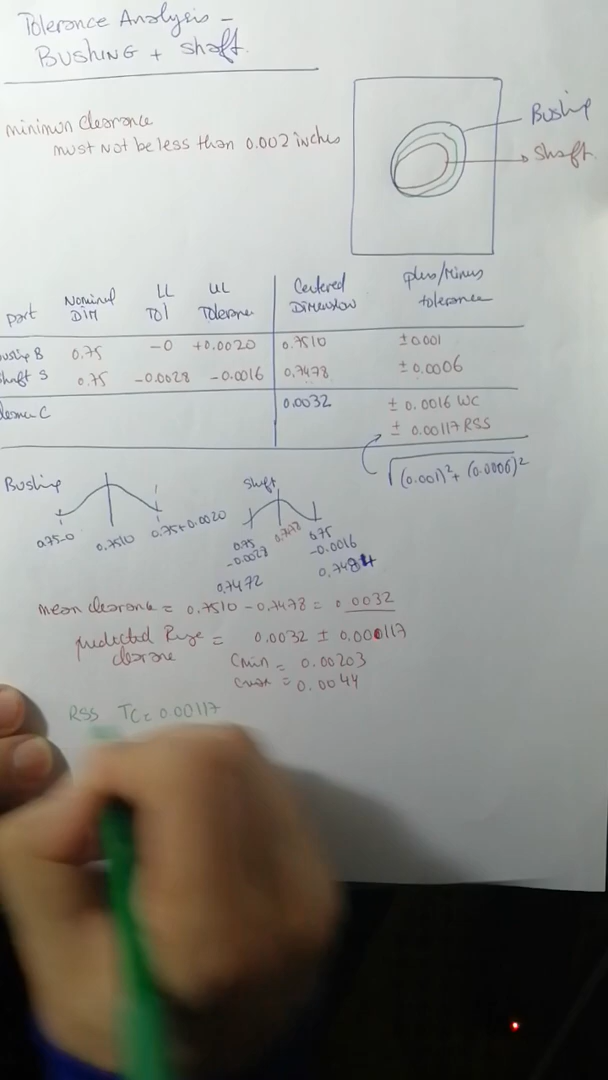 Tolerance Analysis -
BUSHING + Shaft.
minimum Clearance
must not be less than 0.002 inches
Bushing
Shaft
part Nominal DIM LL Tol UL Tolerance Centered Dimension plus/Minus tolerance
B 0.75 -0 +0.0020 0.7510 ±0.001
shaft S 0.75 -0.0028 -0.0016 0.7478 ±0.0006
C 0.0032 ± 0.0016 WC
± 0.00117 RSS
√(0.001)² + (0.0006)²
Bushing
0.75-0 0.7510 0.75+0.0020
Shaft
0.75 -0.0028 0.7472
0.7478
0.75 -0.0016 0.7484
mean clearance = 0.7510 - 0.7478 = 0.0032
predicted Range clearance = 0.0032 ± 0.000117
Cmin = 0.00203
Cmax = 0.0044
RSS TC = 0.00117